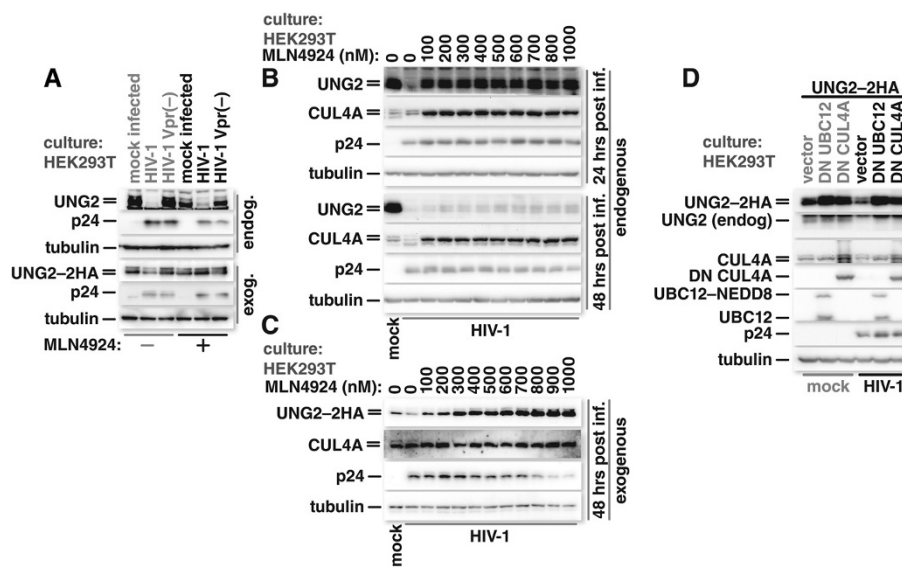 A
culture:
HEK293T
mock infected
HIV-1
HIV-1 Vpr(–)
mock infected
HIV-1
HIV-1 Vpr(–)
UNG2
p24
tubulin
endog.
UNG2–2HA
p24
tubulin
exog.
MLN4924: – +
culture:
HEK293T
MLN4924 (nM): 0 0 100 200 300 400 500 600 700 800 1000
B
UNG2
CUL4A
p24
tubulin
24 hrs post inf.
UNG2
CUL4A
p24
tubulin
48 hrs post inf.
endogenous
mock
HIV-1
C
culture:
HEK293T
MLN4924 (nM): 0 0 100 200 300 400 500 600 700 800 900 1000
UNG2–2HA
CUL4A
p24
tubulin
48 hrs post inf.
exogenous
mock
HIV-1
D
UNG2–2HA
culture:
HEK293T
vector
DN UBC12
DN CUL4A
vector
DN UBC12
DN CUL4A
UNG2–2HA
UNG2 (endog)
CUL4A
DN CUL4A
UBC12–NEDD8
UBC12
p24
tubulin
mock HIV-1